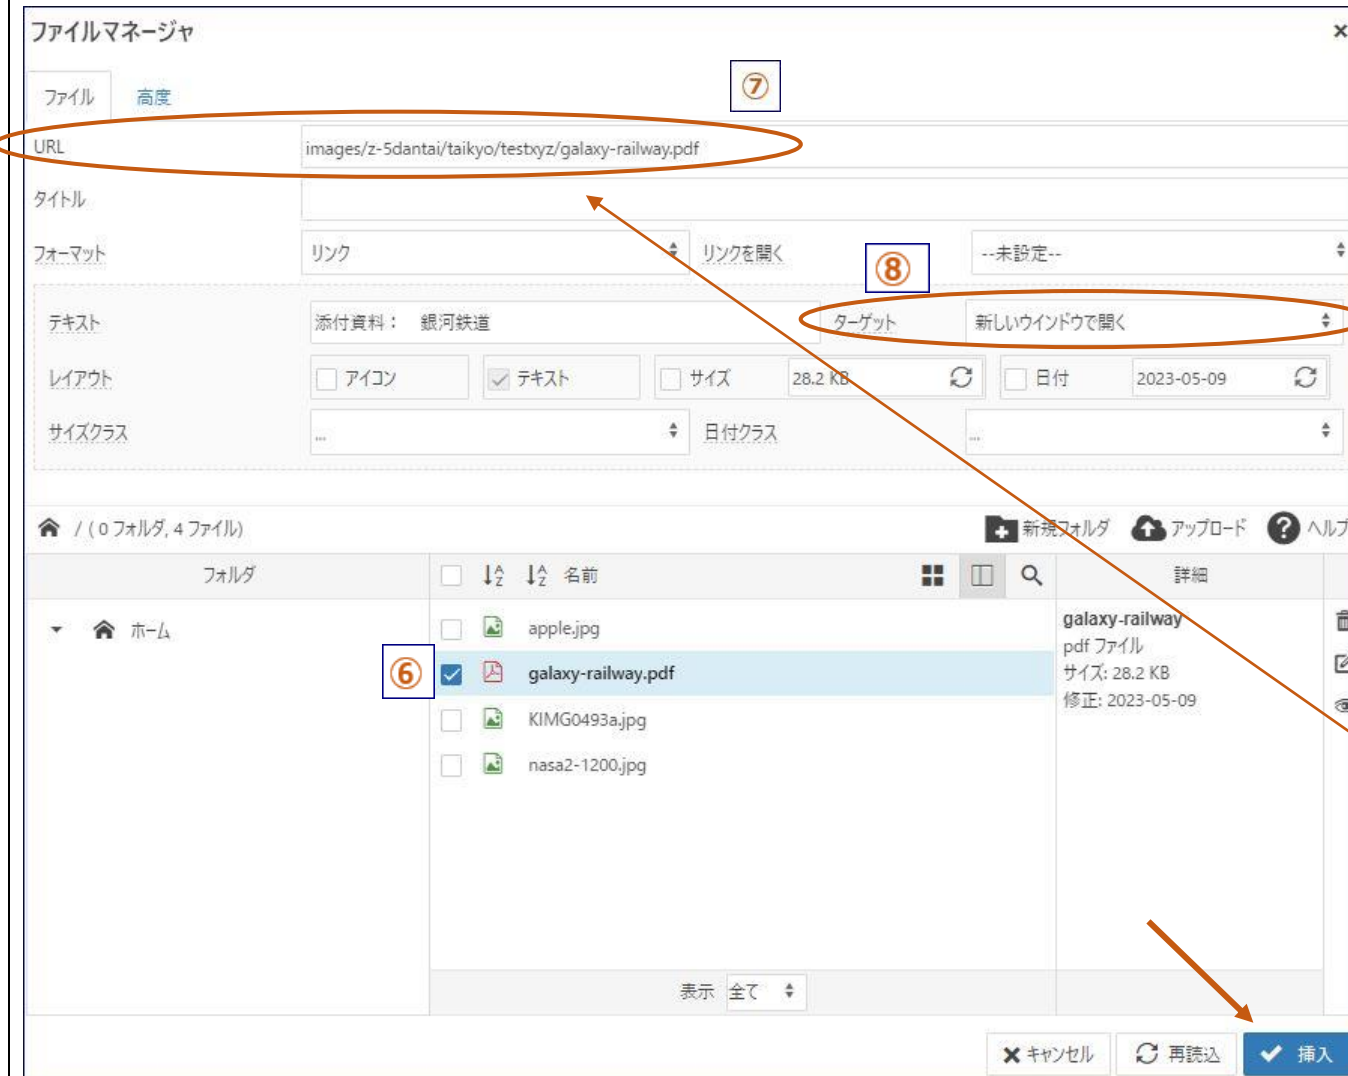 ファイルマネージャ ×
ファイル 高度
⑦
URL images/z-5dantai/taikyo/testxyz/galaxy-railway.pdf
タイトル
フォーマット リンク リンクを開く --未設定--
⑧
テキスト 添付資料： 銀河鉄道 ターゲット 新しいウインドウで開く
レイアウト アイコン テキスト サイズ 28.2 KB 日付 2023-05-09
サイズクラス ... 日付クラス ...
/ ( 0 フォルダ, 4 ファイル) 新規フォルダ アップロード ヘルプ
フォルダ 名前 詳細
ホーム
apple.jpg
⑥ galaxy-railway.pdf
KIMG0493a.jpg
nasa2-1200.jpg
galaxy-railway
pdf ファイル
サイズ: 28.2 KB
修正: 2023-05-09
表示 全て
キャンセル 再読込 挿入